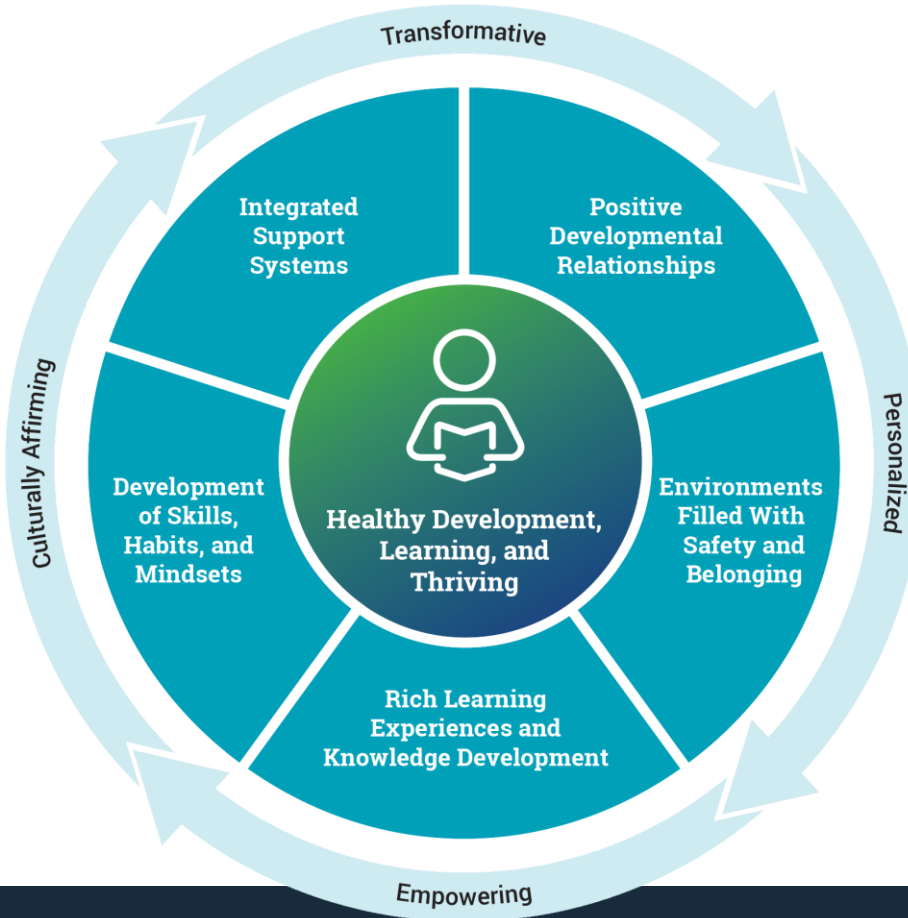 Transformative
Integrated
Support
Systems
Positive
Developmental
Relationships
Culturally Affirming
Personalized
Development
of Skills,
Habits, and
Mindsets
Healthy Development,
Learning, and
Thriving
Environments
Filled With
Safety and
Belonging
Rich Learning
Experiences and
Knowledge Development
Empowering